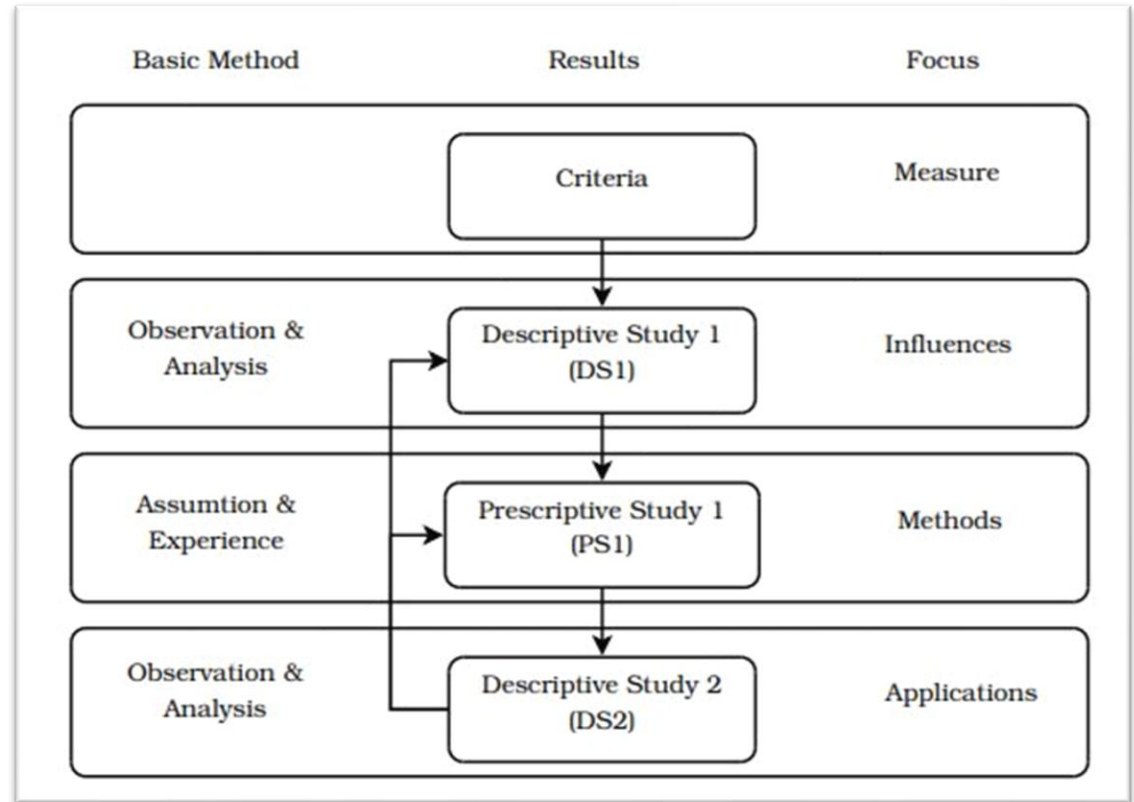 Basic Method
Results
Focus
Criteria
Measure
Observation &
Analysis
Descriptive Study 1
(DS1)
Influences
Assumtion &
Experience
Prescriptive Study 1
(PS1)
Methods
Observation &
Analysis
Descriptive Study 2
(DS2)
Applications